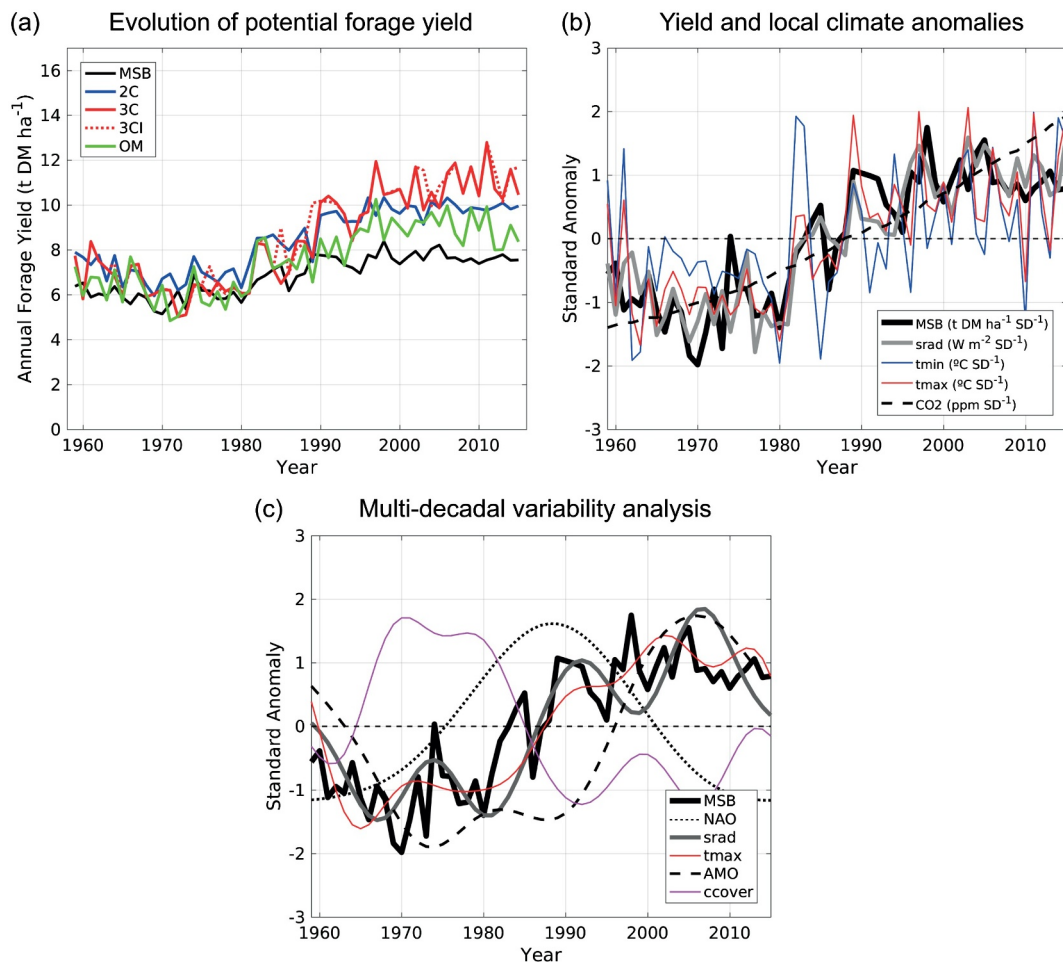 (a) Evolution of potential forage yield
Annual Forage Yield (t DM ha⁻¹)
16
14
12
10
8
6
4
2
0
MSB
2C
3C
3CI
OM
1960 1970 1980 1990 2000 2010
Year
(b) Yield and local climate anomalies
Standard Anomaly
3
2
1
0
-1
-2
-3
MSB (t DM ha⁻¹ SD⁻¹)
srad (W m⁻² SD⁻¹)
tmin (ºC SD⁻¹)
tmax (ºC SD⁻¹)
CO2 (ppm SD⁻¹)
1960 1970 1980 1990 2000 2010
Year
(c) Multi-decadal variability analysis
Standard Anomaly
3
2
1
0
-1
-2
-3
MSB
NAO
srad
tmax
AMO
ccover
1960 1970 1980 1990 2000 2010
Year